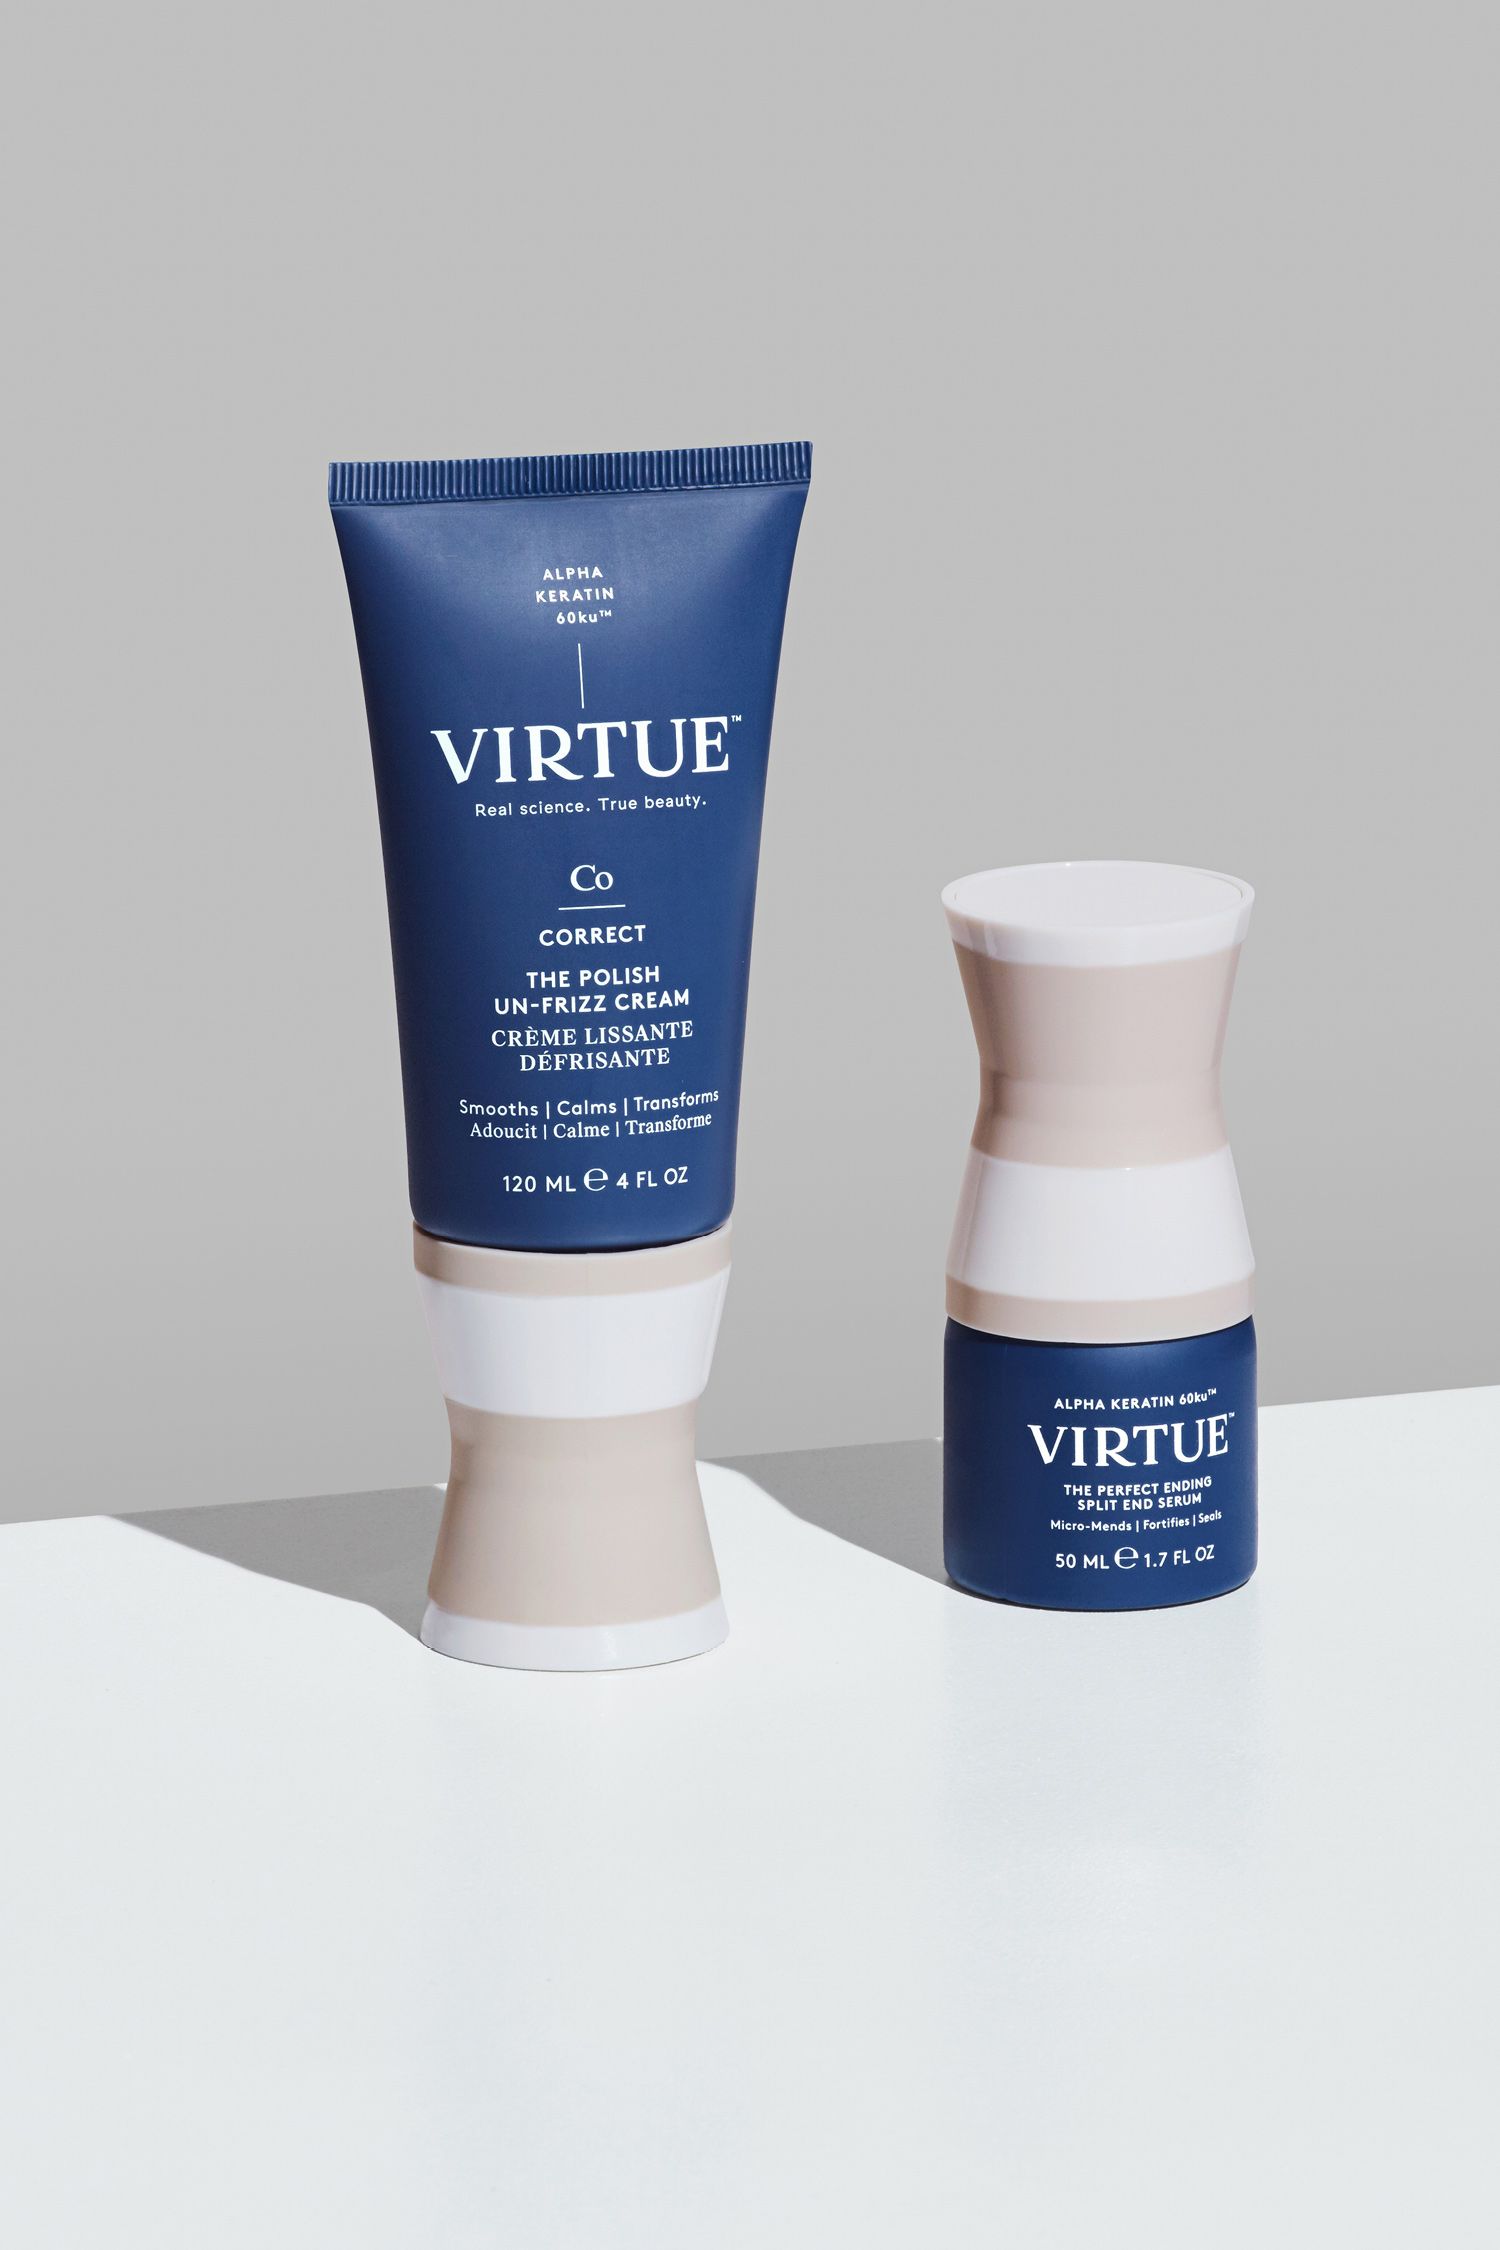 ALPHA
KERATIN
60ku™
VIRTUE™
Real science. True beauty.
Co
CORRECT
THE POLISH
UN-FRIZZ CREAM
CRÈME LISSANTE
DÉFRISANTE
Smooths | Calms | Transforms
Adoucit | Calme | Transforme
120 ML ℮ 4 FL OZ
ALPHA KERATIN 60ku™
VIRTUE™
THE PERFECT ENDING
SPLIT END SERUM
Micro-Mends | Fortifies | Seals
50 ML ℮ 1.7 FL OZ